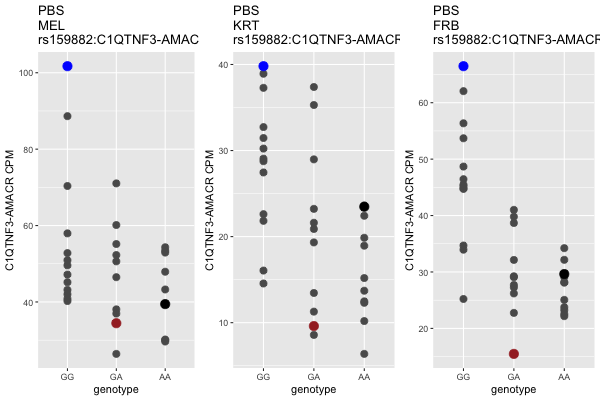 PBS
MEL
rs159882:C1QTNF3-AMAC
C1QTNF3-AMACR CPM
100
80
60
40
GG GA AA
genotype
PBS
KRT
rs159882:C1QTNF3-AMACR
C1QTNF3-AMACR CPM
40
30
20
10
GG GA AA
genotype
PBS
FRB
rs159882:C1QTNF3-AMACR
C1QTNF3-AMACR CPM
60
50
40
30
20
GG GA AA
genotype